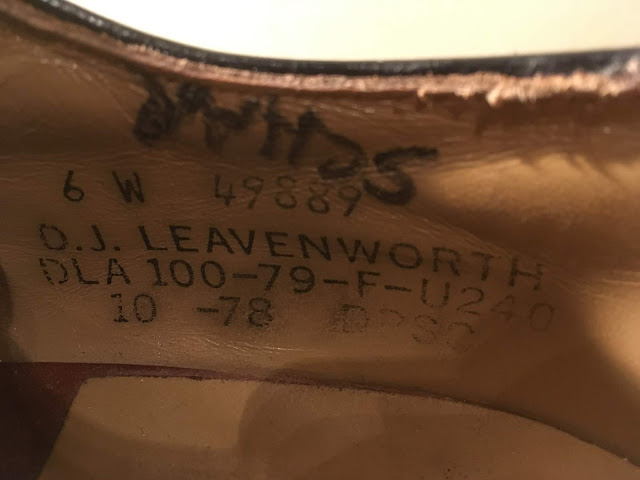 6 W 49889
D.J. LEAVENWORTH
DLA 100-79-F-U240
10 -78 DPSC